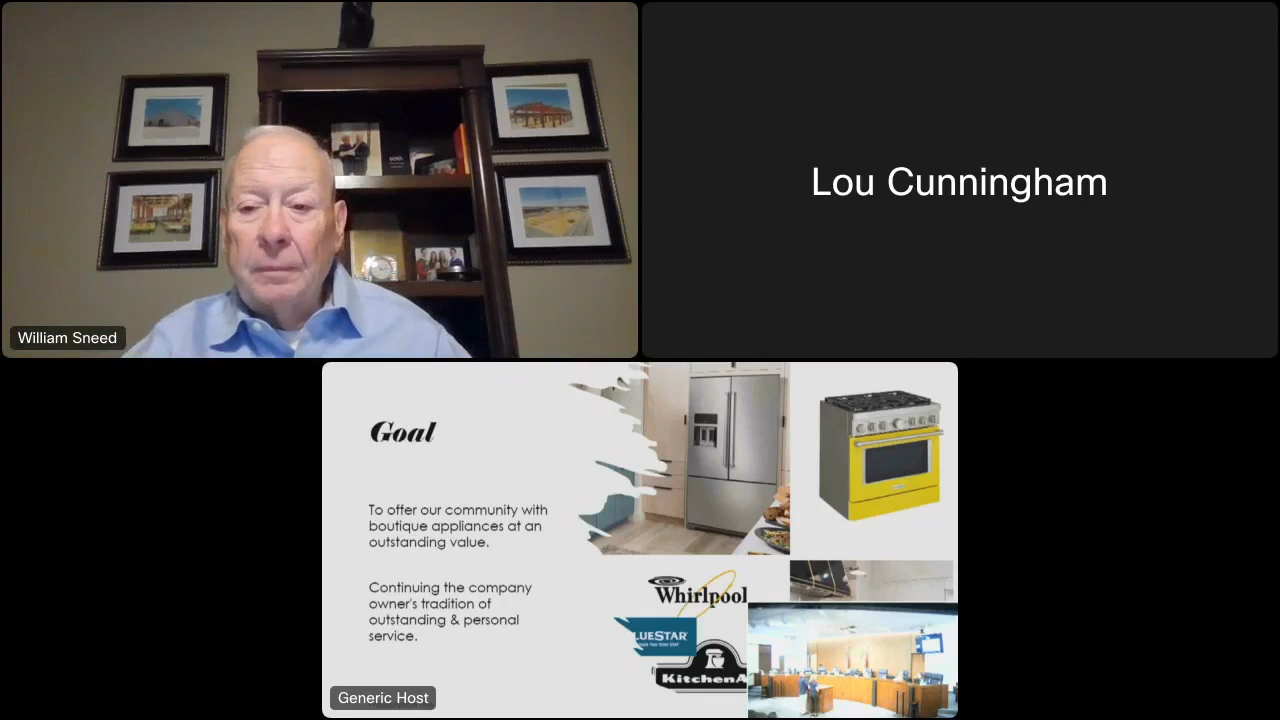 William Sneed
Lou Cunningham
Goal
To offer our community with
boutique appliances at an
outstanding value.
Continuing the company
owner's tradition of
outstanding & personal
service.
Whirlpool
LUESTAR
KitchenA
Generic Host